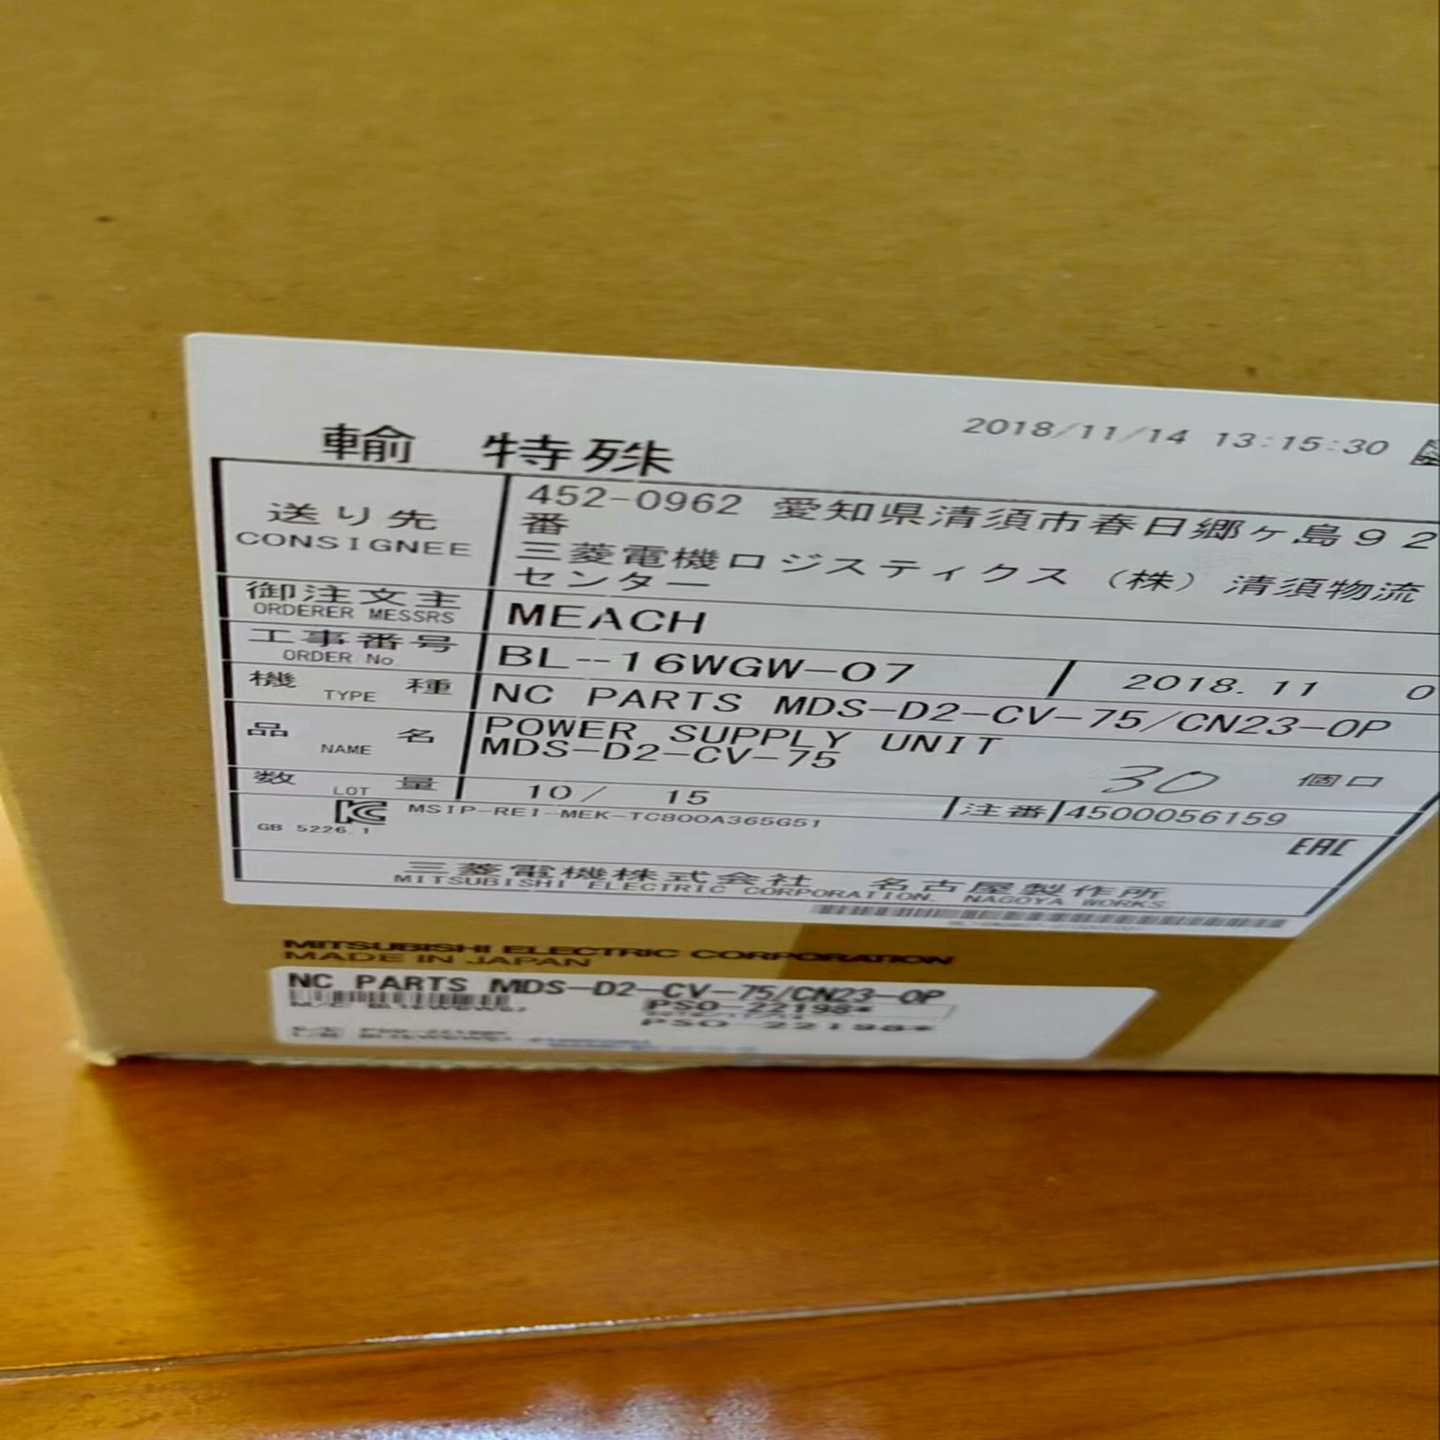 2018/11/14 13:15:30
輸 特殊
送り先
CONSIGNEE
452-0962 愛知県清須市春日郷ヶ島92
番
三菱電機ロジスティクス（株）清須物流
センター
御注文主
ORDERER MESSRS
MEACH
工事番号
ORDER No
BL--16WGW-07
2018. 11 0
機種
TYPE
NC PARTS MDS-D2-CV-75/CN23-0P
品名
NAME
POWER SUPPLY UNIT
MDS-D2-CV-75
30 個口
数量
LOT
10/ 15
注番 4500056159
KC
MSIP-REI-MEK-TC800A365G51
GB 5226.1
EAC
三菱電機株式会社 名古屋製作所
MITSUBISHI ELECTRIC CORPORATION. NAGOYA WORKS
MITSUBISHI ELECTRIC CORPORATION
MADE IN JAPAN
NC PARTS MDS-D2-CV-75/CN23-0P
PSO-22198*
PSO-22198*